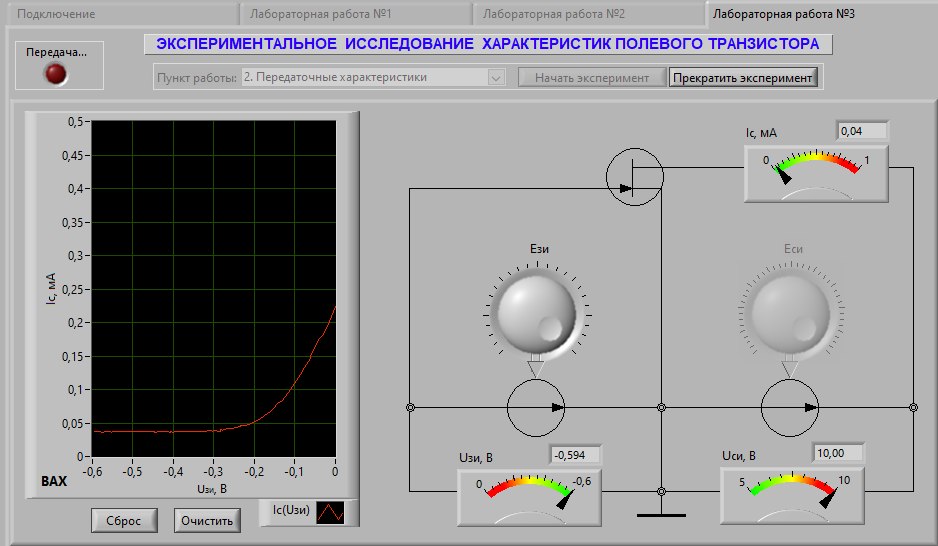 Подключение
Лабораторная работа №1
Лабораторная работа №2
Лабораторная работа №3
Передача...
ЭКСПЕРИМЕНТАЛЬНОЕ ИССЛЕДОВАНИЕ ХАРАКТЕРИСТИК ПОЛЕВОГО ТРАНЗИСТОРА
Пункт работы: 2. Передаточные характеристики
Начать эксперимент
Прекратить эксперимент
0,5
0,45
0,4
0,35
0,3
0,25
0,2
0,15
0,1
0,05
0
Iс, мА
-0,6 -0,5 -0,4 -0,3 -0,2 -0,1 0
Uзи, В
ВАХ
Сброс
Очистить
Iс(Uзи)
Iс, мА
0,04
0 1
Eзи
Eси
Uзи, В
-0,594
0 -0,6
Uси, В
10,00
5 10